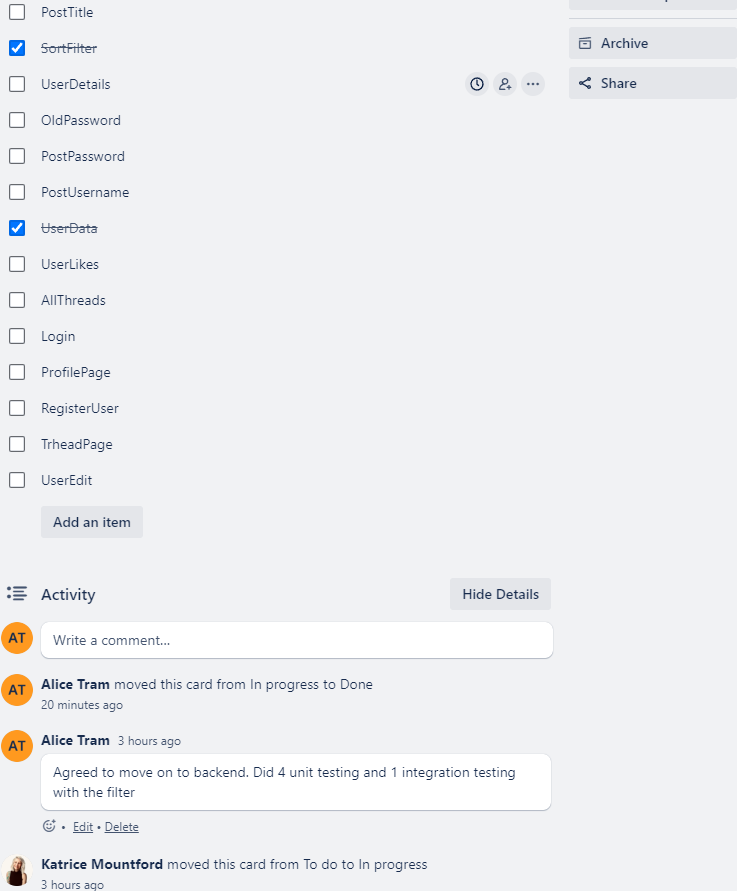 PostTitle
SortFilter
Archive
UserDetails
Share
OldPassword
PostPassword
PostUsername
UserData
UserLikes
AllThreads
Login
ProfilePage
RegisterUser
TrheadPage
UserEdit
Add an item
Activity
Hide Details
AT
Write a comment...
AT
Alice Tram moved this card from In progress to Done
20 minutes ago
AT
Alice Tram 3 hours ago
Agreed to move on to backend. Did 4 unit testing and 1 integration testing
with the filter
• Edit • Delete
Katrice Mountford moved this card from To do to In progress
3 hours ago